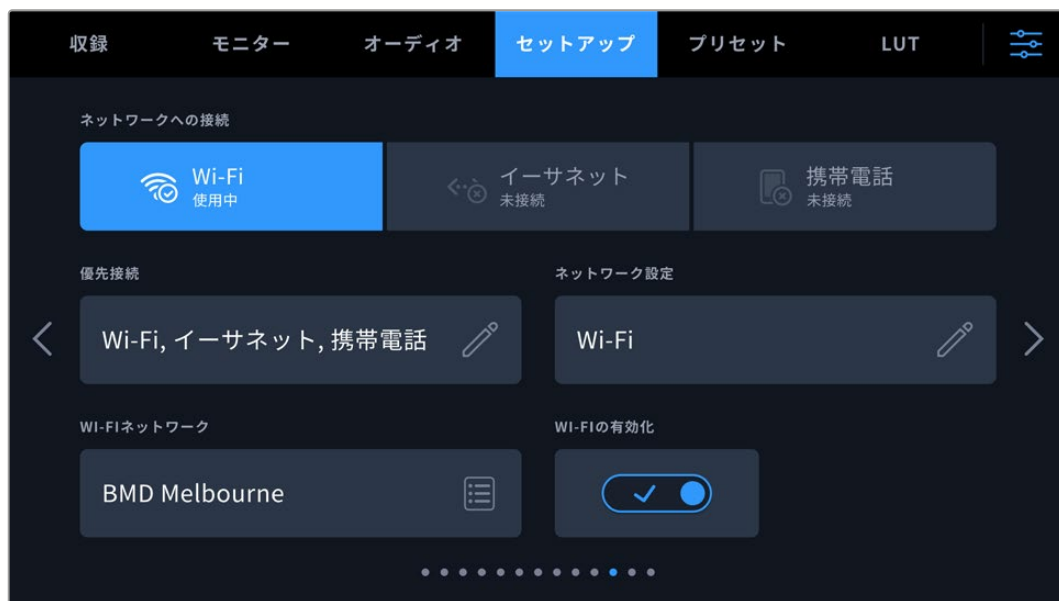 収録 モニター オーディオ セットアップ プリセット LUT
ネットワークへの接続
Wi-Fi イーサネット 携帯電話
使用中 未接続 未接続
優先接続 ネットワーク設定
Wi-Fi, イーサネット, 携帯電話 Wi-Fi
WI-FIネットワーク WI-FIの有効化
BMD Melbourne